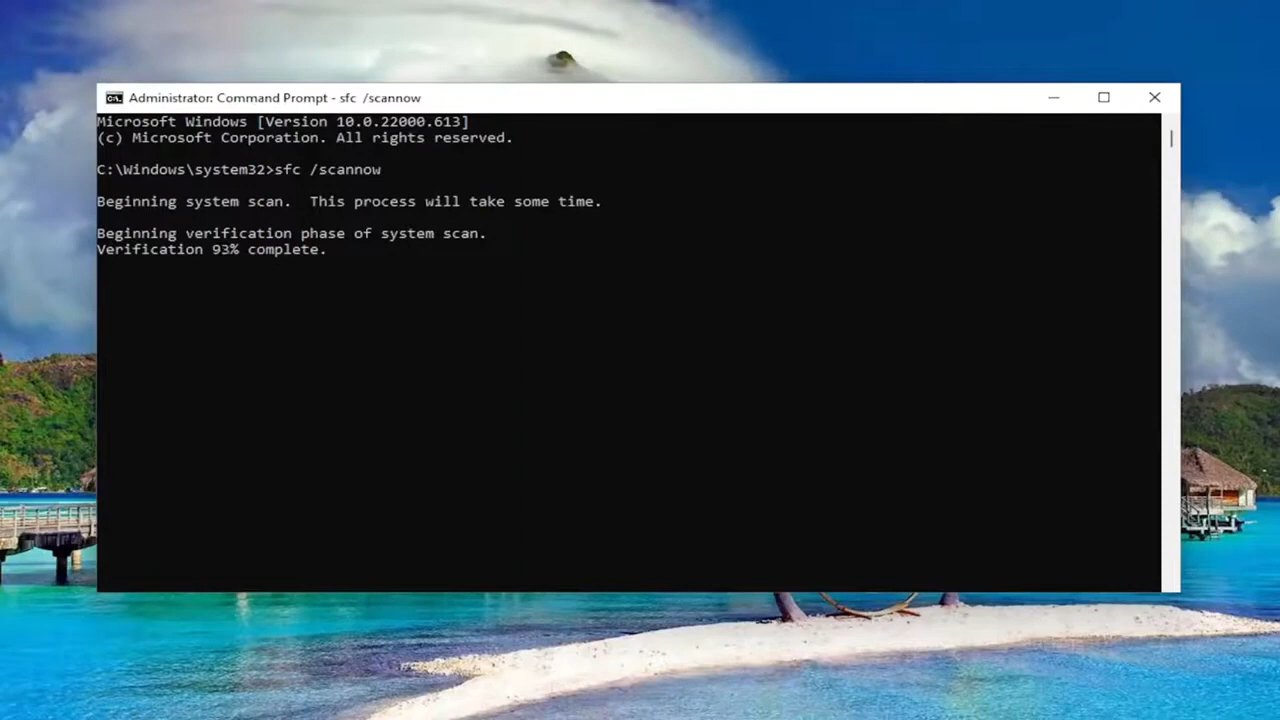 Administrator: Command Prompt - sfc  /scannow
Microsoft Windows [Version 10.0.22000.613]
(c) Microsoft Corporation. All rights reserved.
C:\Windows\system32>sfc /scannow
Beginning system scan.  This process will take some time.
Beginning verification phase of system scan.
Verification 93% complete.